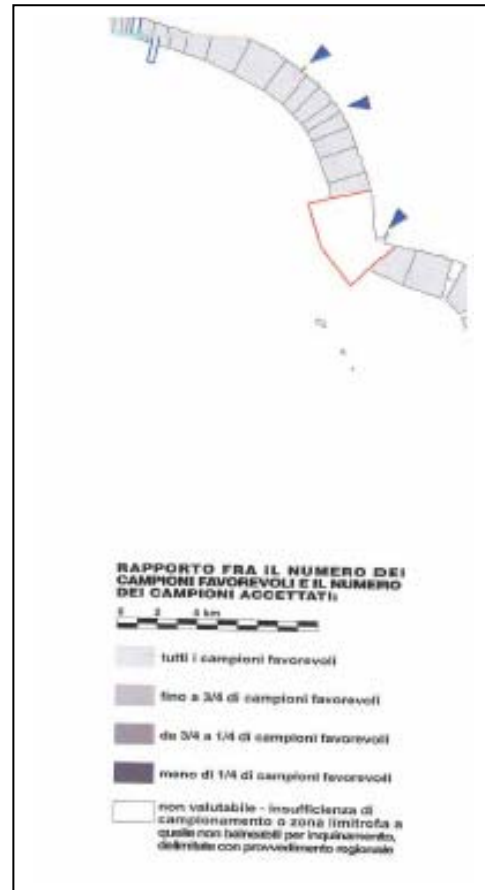 RAPPORTO FRA IL NUMERO DEI
CAMPIONI FAVOREVOLI E IL NUMERO
DEI CAMPIONI ACCETTATI:
0 2 4 km
tutti i campioni favorevoli
fino a 3/4 di campioni favorevoli
da 3/4 a 1/4 di campioni favorevoli
meno di 1/4 di campioni favorevoli
non valutabile - insufficienza di
campionamento o zona limitrofa a
quelle non balneabili per inquinamento,
delimitate con provvedimento regionale